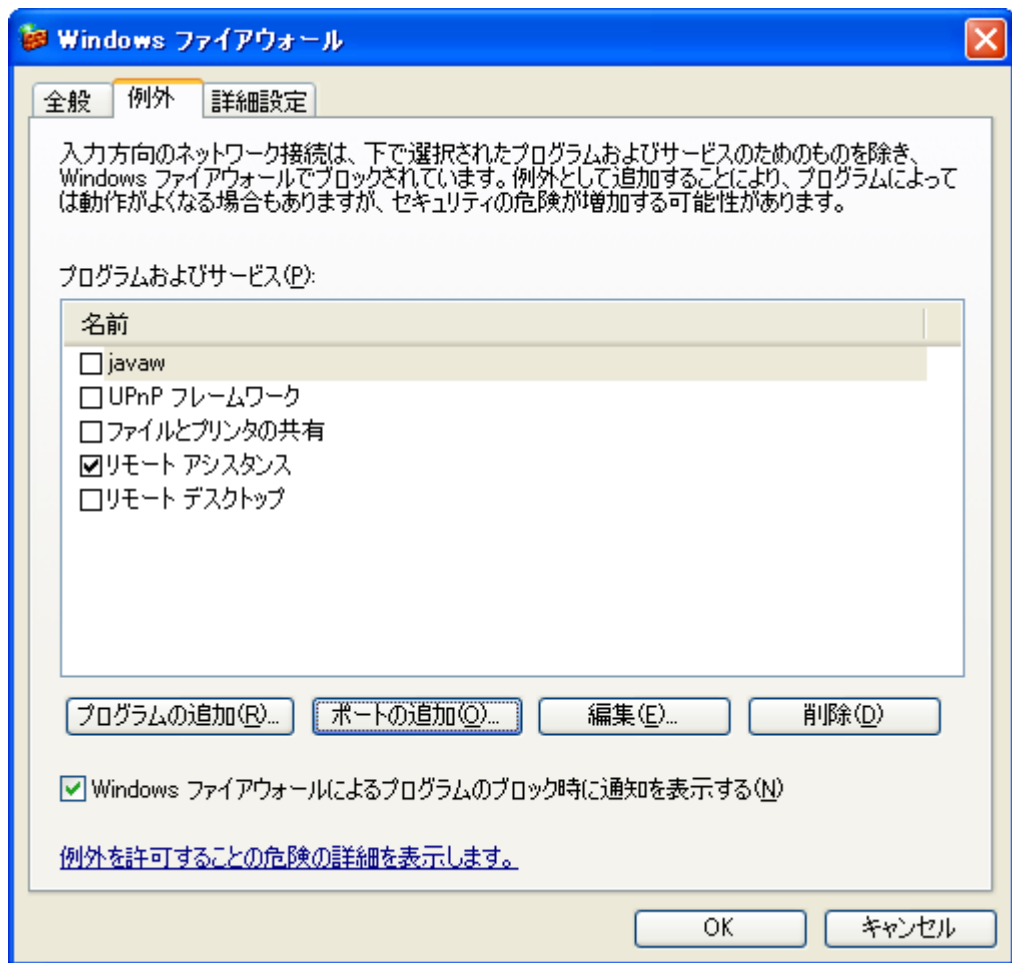 Windows ファイアウォール
全般 例外 詳細設定
入力方向のネットワーク接続は、下で選択されたプログラムおよびサービスのためのものを除き、
Windows ファイアウォールでブロックされています。例外として追加することにより、プログラムによって
は動作がよくなる場合もありますが、セキュリティの危険が増加する可能性があります。
プログラムおよびサービス(P):
名前
javaw
UPnP フレームワーク
ファイルとプリンタの共有
リモート アシスタンス
リモート デスクトップ
プログラムの追加(R)... ポートの追加(O)... 編集(E)... 削除(D)
Windows ファイアウォールによるプログラムのブロック時に通知を表示する(N)
例外を許可することの危険の詳細を表示します。
OK キャンセル